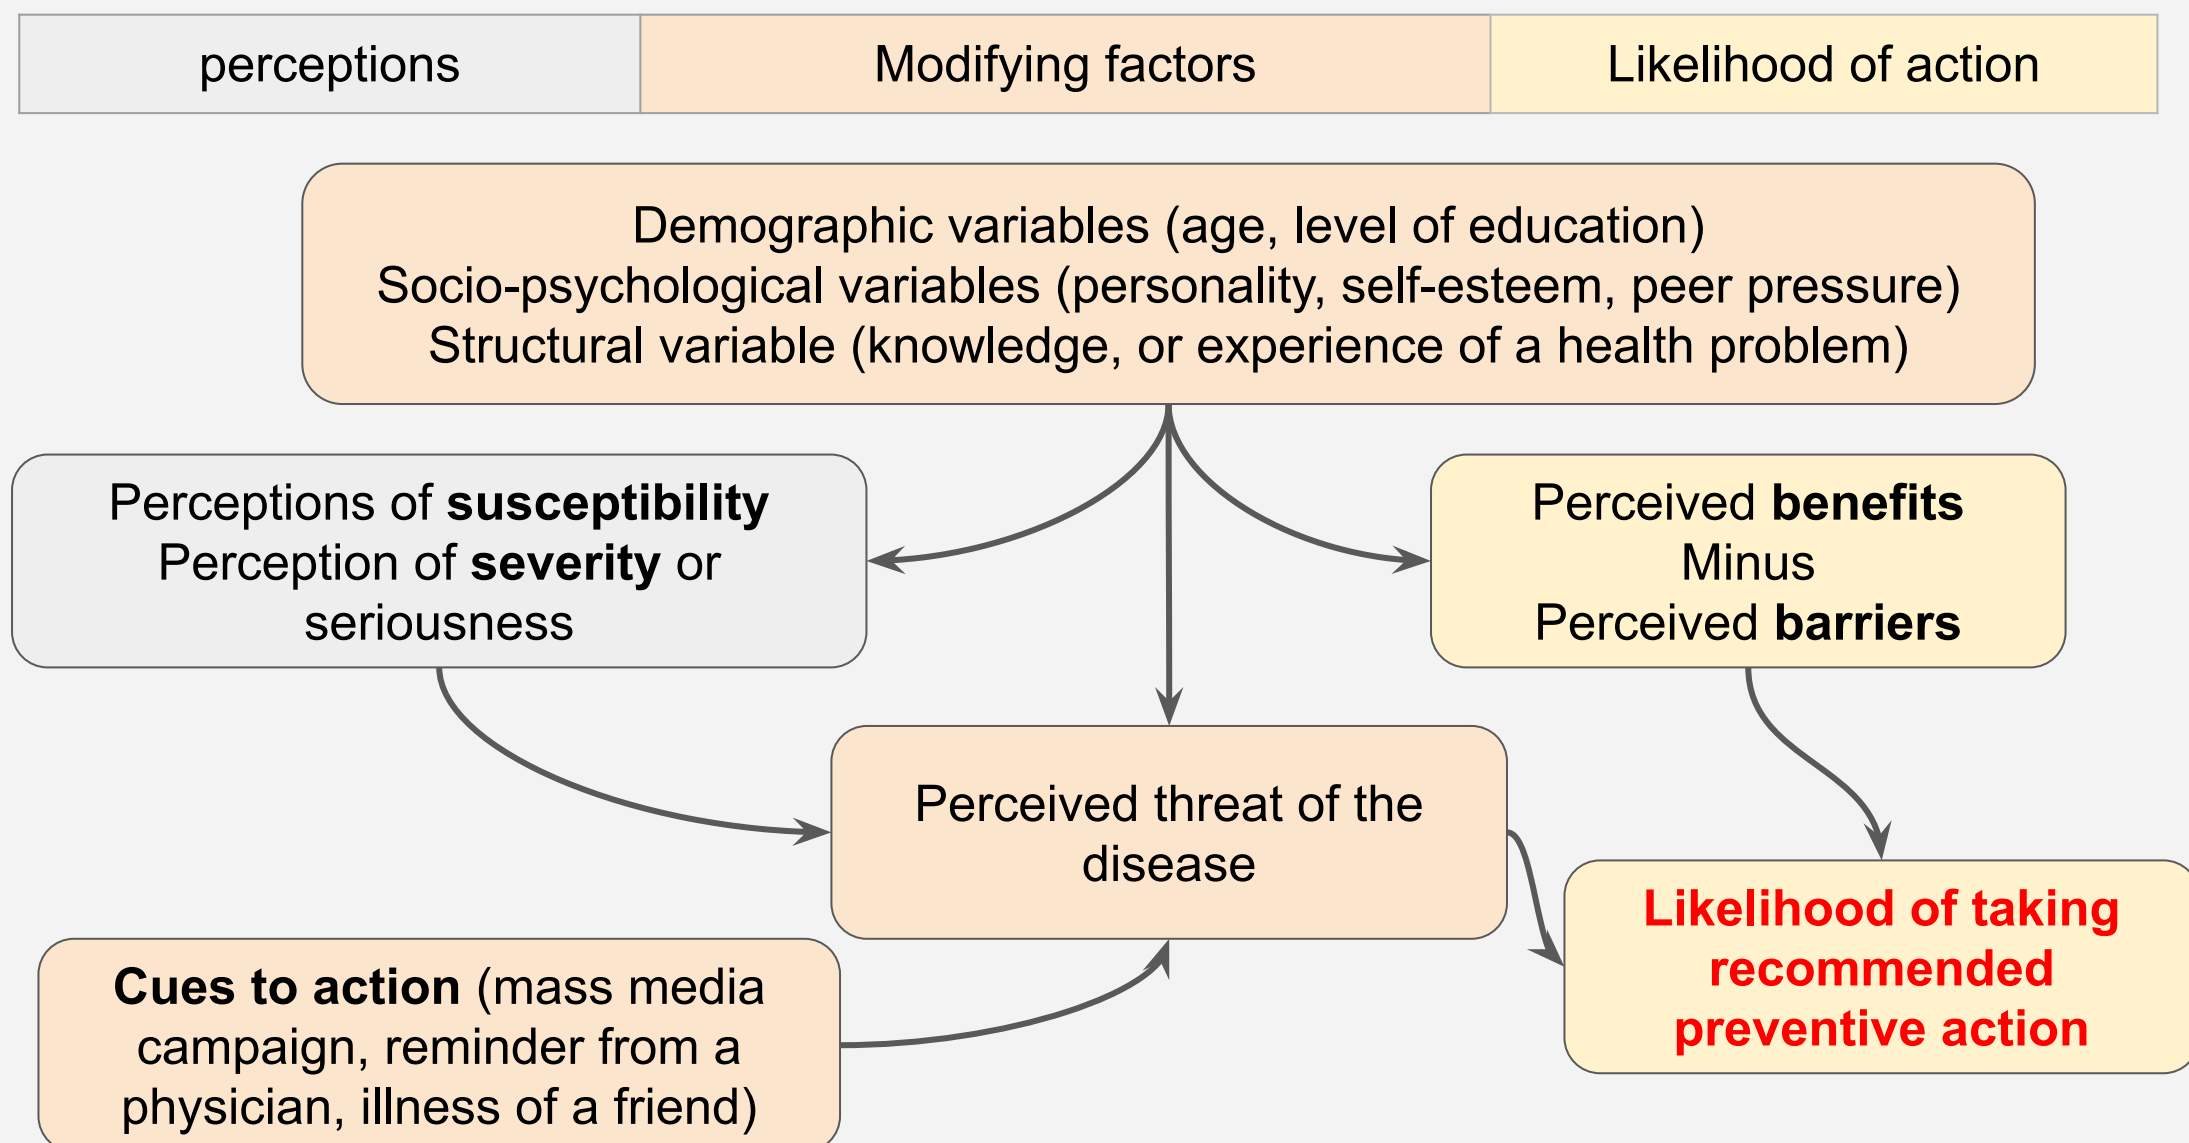 perceptions
Modifying factors
Likelihood of action
Demographic variables (age, level of education)
Socio-psychological variables (personality, self-esteem, peer pressure)
Structural variable (knowledge, or experience of a health problem)
Perceptions of susceptibility
Perception of severity or
seriousness
Perceived benefits
Minus
Perceived barriers
Perceived threat of the
disease
Cues to action (mass media
campaign, reminder from a
physician, illness of a friend)
Likelihood of taking
recommended
preventive action